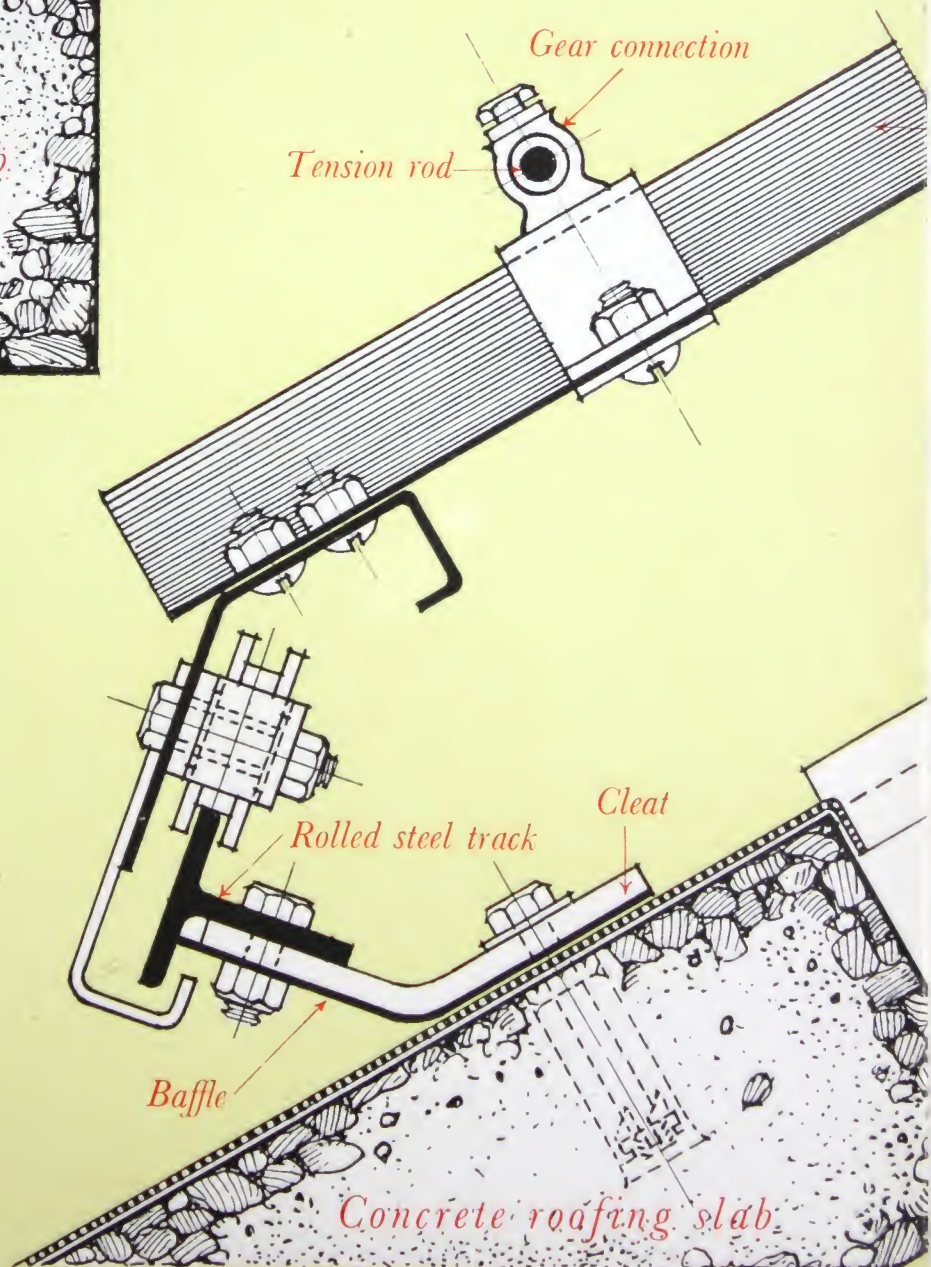 Gear connection
Tension rod
Rolled steel track
Cleat
Baffle
Concrete roofing slab